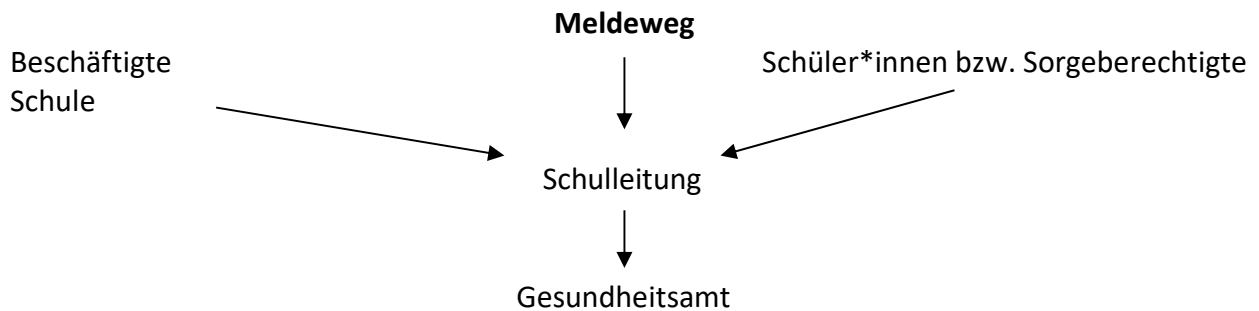 Meldeweg
Beschäftigte
Schule
Schüler*innen bzw. Sorgeberechtigte
Schulleitung
Gesundheitsamt